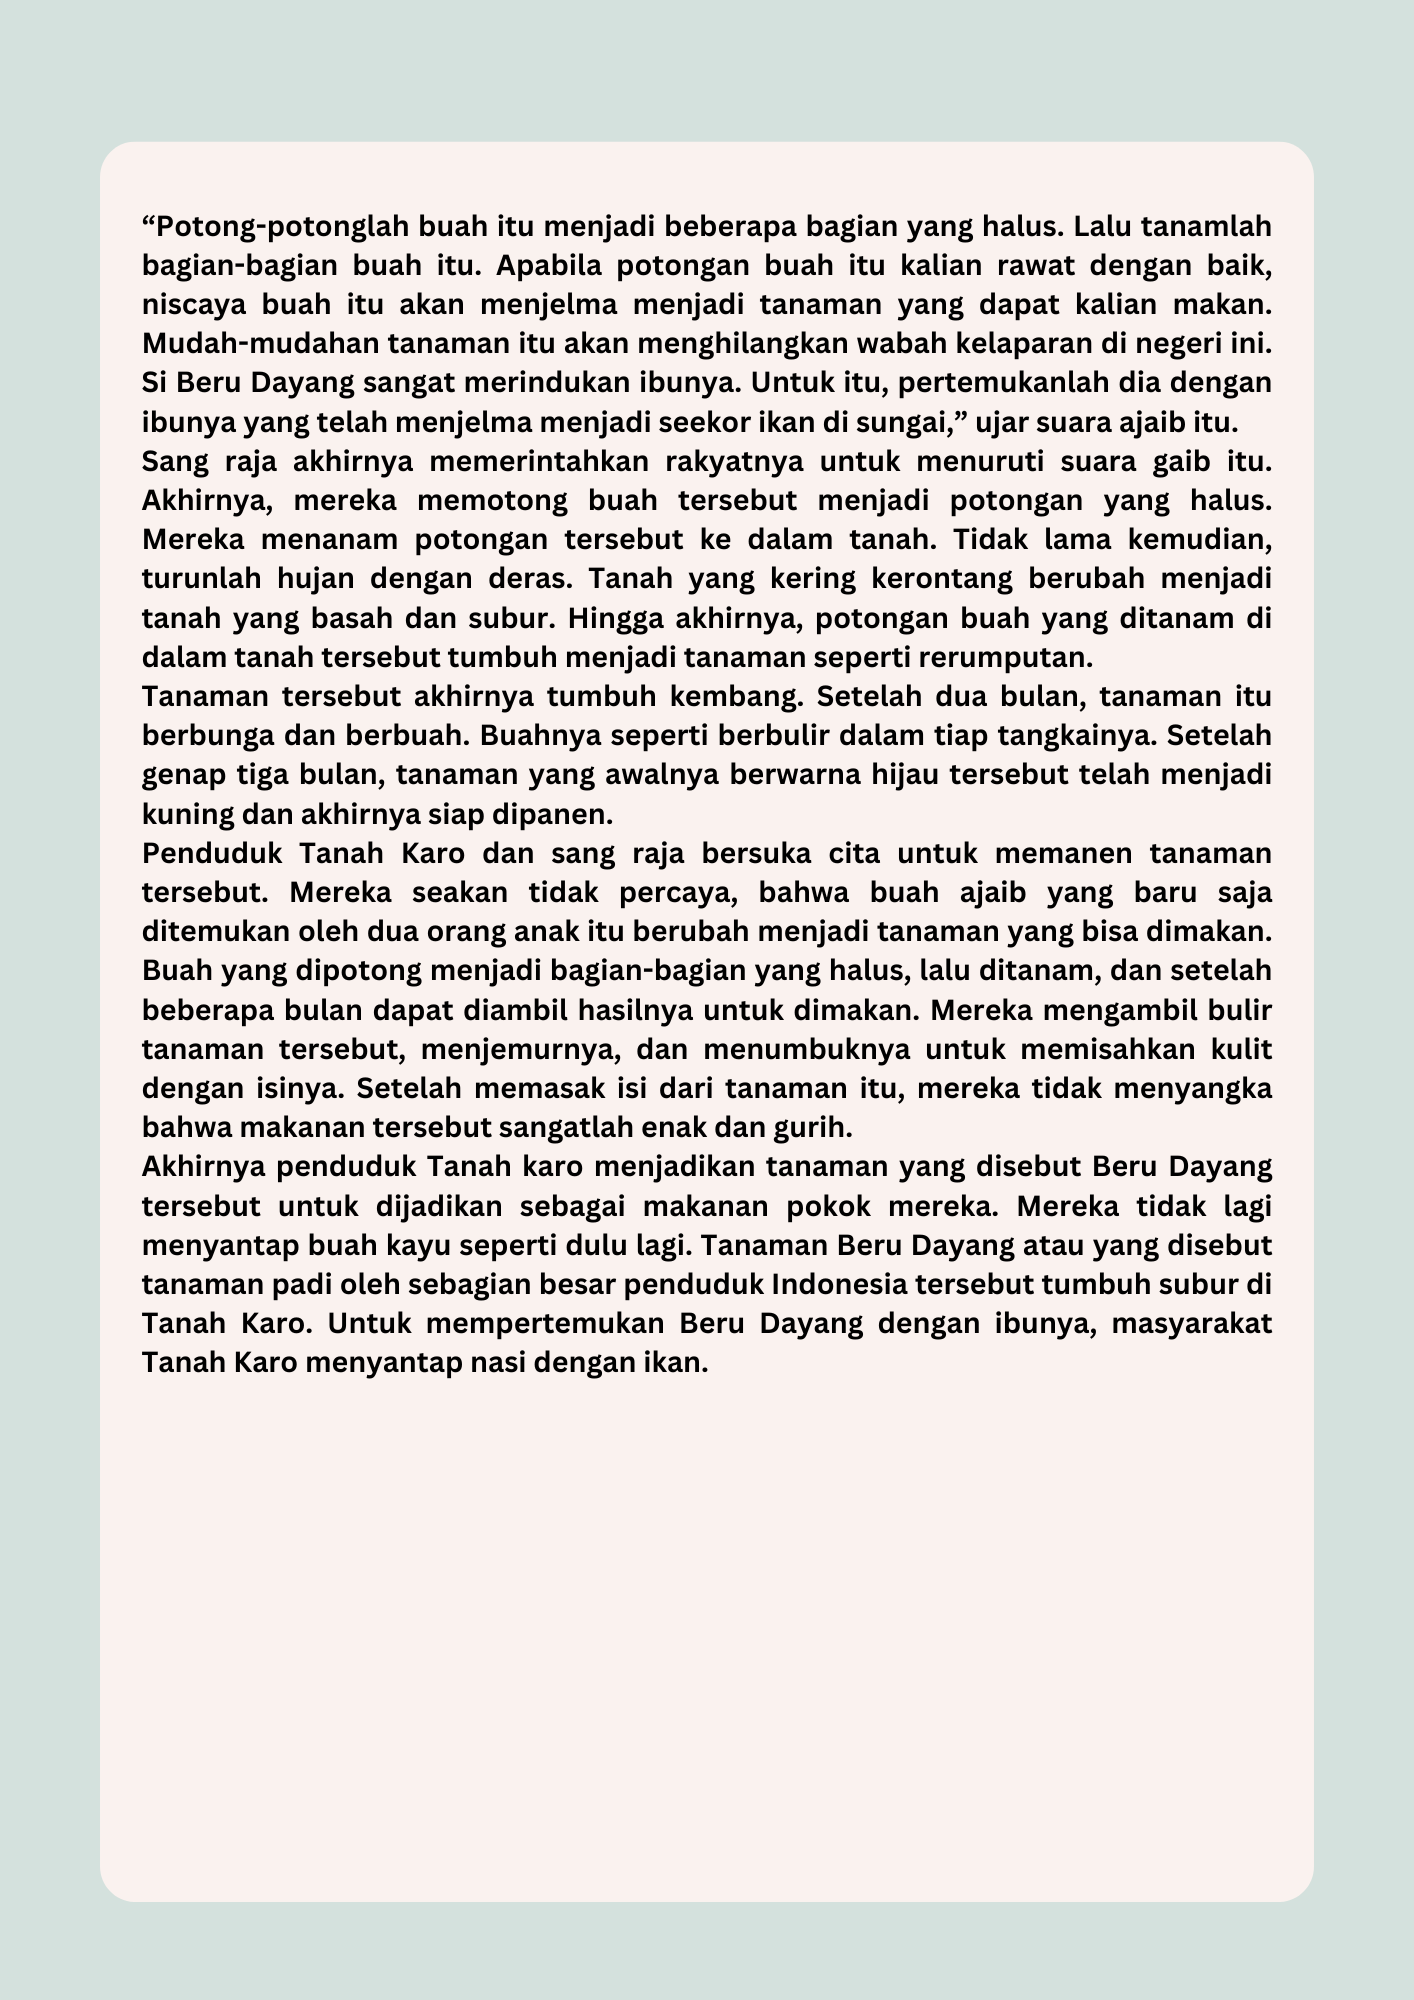 “Potong-potonglah buah itu menjadi beberapa bagian yang halus. Lalu tanamlah
bagian-bagian buah itu. Apabila potongan buah itu kalian rawat dengan baik,
niscaya buah itu akan menjelma menjadi tanaman yang dapat kalian makan.
Mudah-mudahan tanaman itu akan menghilangkan wabah kelaparan di negeri ini.
Si Beru Dayang sangat merindukan ibunya. Untuk itu, pertemukanlah dia dengan
ibunya yang telah menjelma menjadi seekor ikan di sungai,” ujar suara ajaib itu.
Sang raja akhirnya memerintahkan rakyatnya untuk menuruti suara gaib itu.
Akhirnya, mereka memotong buah tersebut menjadi potongan yang halus.
Mereka menanam potongan tersebut ke dalam tanah. Tidak lama kemudian,
turunlah hujan dengan deras. Tanah yang kering kerontang berubah menjadi
tanah yang basah dan subur. Hingga akhirnya, potongan buah yang ditanam di
dalam tanah tersebut tumbuh menjadi tanaman seperti rerumputan.
Tanaman tersebut akhirnya tumbuh kembang. Setelah dua bulan, tanaman itu
berbunga dan berbuah. Buahnya seperti berbulir dalam tiap tangkainya. Setelah
genap tiga bulan, tanaman yang awalnya berwarna hijau tersebut telah menjadi
kuning dan akhirnya siap dipanen.
Penduduk Tanah Karo dan sang raja bersuka cita untuk memanen tanaman
tersebut. Mereka seakan tidak percaya, bahwa buah ajaib yang baru saja
ditemukan oleh dua orang anak itu berubah menjadi tanaman yang bisa dimakan.
Buah yang dipotong menjadi bagian-bagian yang halus, lalu ditanam, dan setelah
beberapa bulan dapat diambil hasilnya untuk dimakan. Mereka mengambil bulir
tanaman tersebut, menjemurnya, dan menumbuknya untuk memisahkan kulit
dengan isinya. Setelah memasak isi dari tanaman itu, mereka tidak menyangka
bahwa makanan tersebut sangatlah enak dan gurih.
Akhirnya penduduk Tanah karo menjadikan tanaman yang disebut Beru Dayang
tersebut untuk dijadikan sebagai makanan pokok mereka. Mereka tidak lagi
menyantap buah kayu seperti dulu lagi. Tanaman Beru Dayang atau yang disebut
tanaman padi oleh sebagian besar penduduk Indonesia tersebut tumbuh subur di
Tanah Karo. Untuk mempertemukan Beru Dayang dengan ibunya, masyarakat
Tanah Karo menyantap nasi dengan ikan.